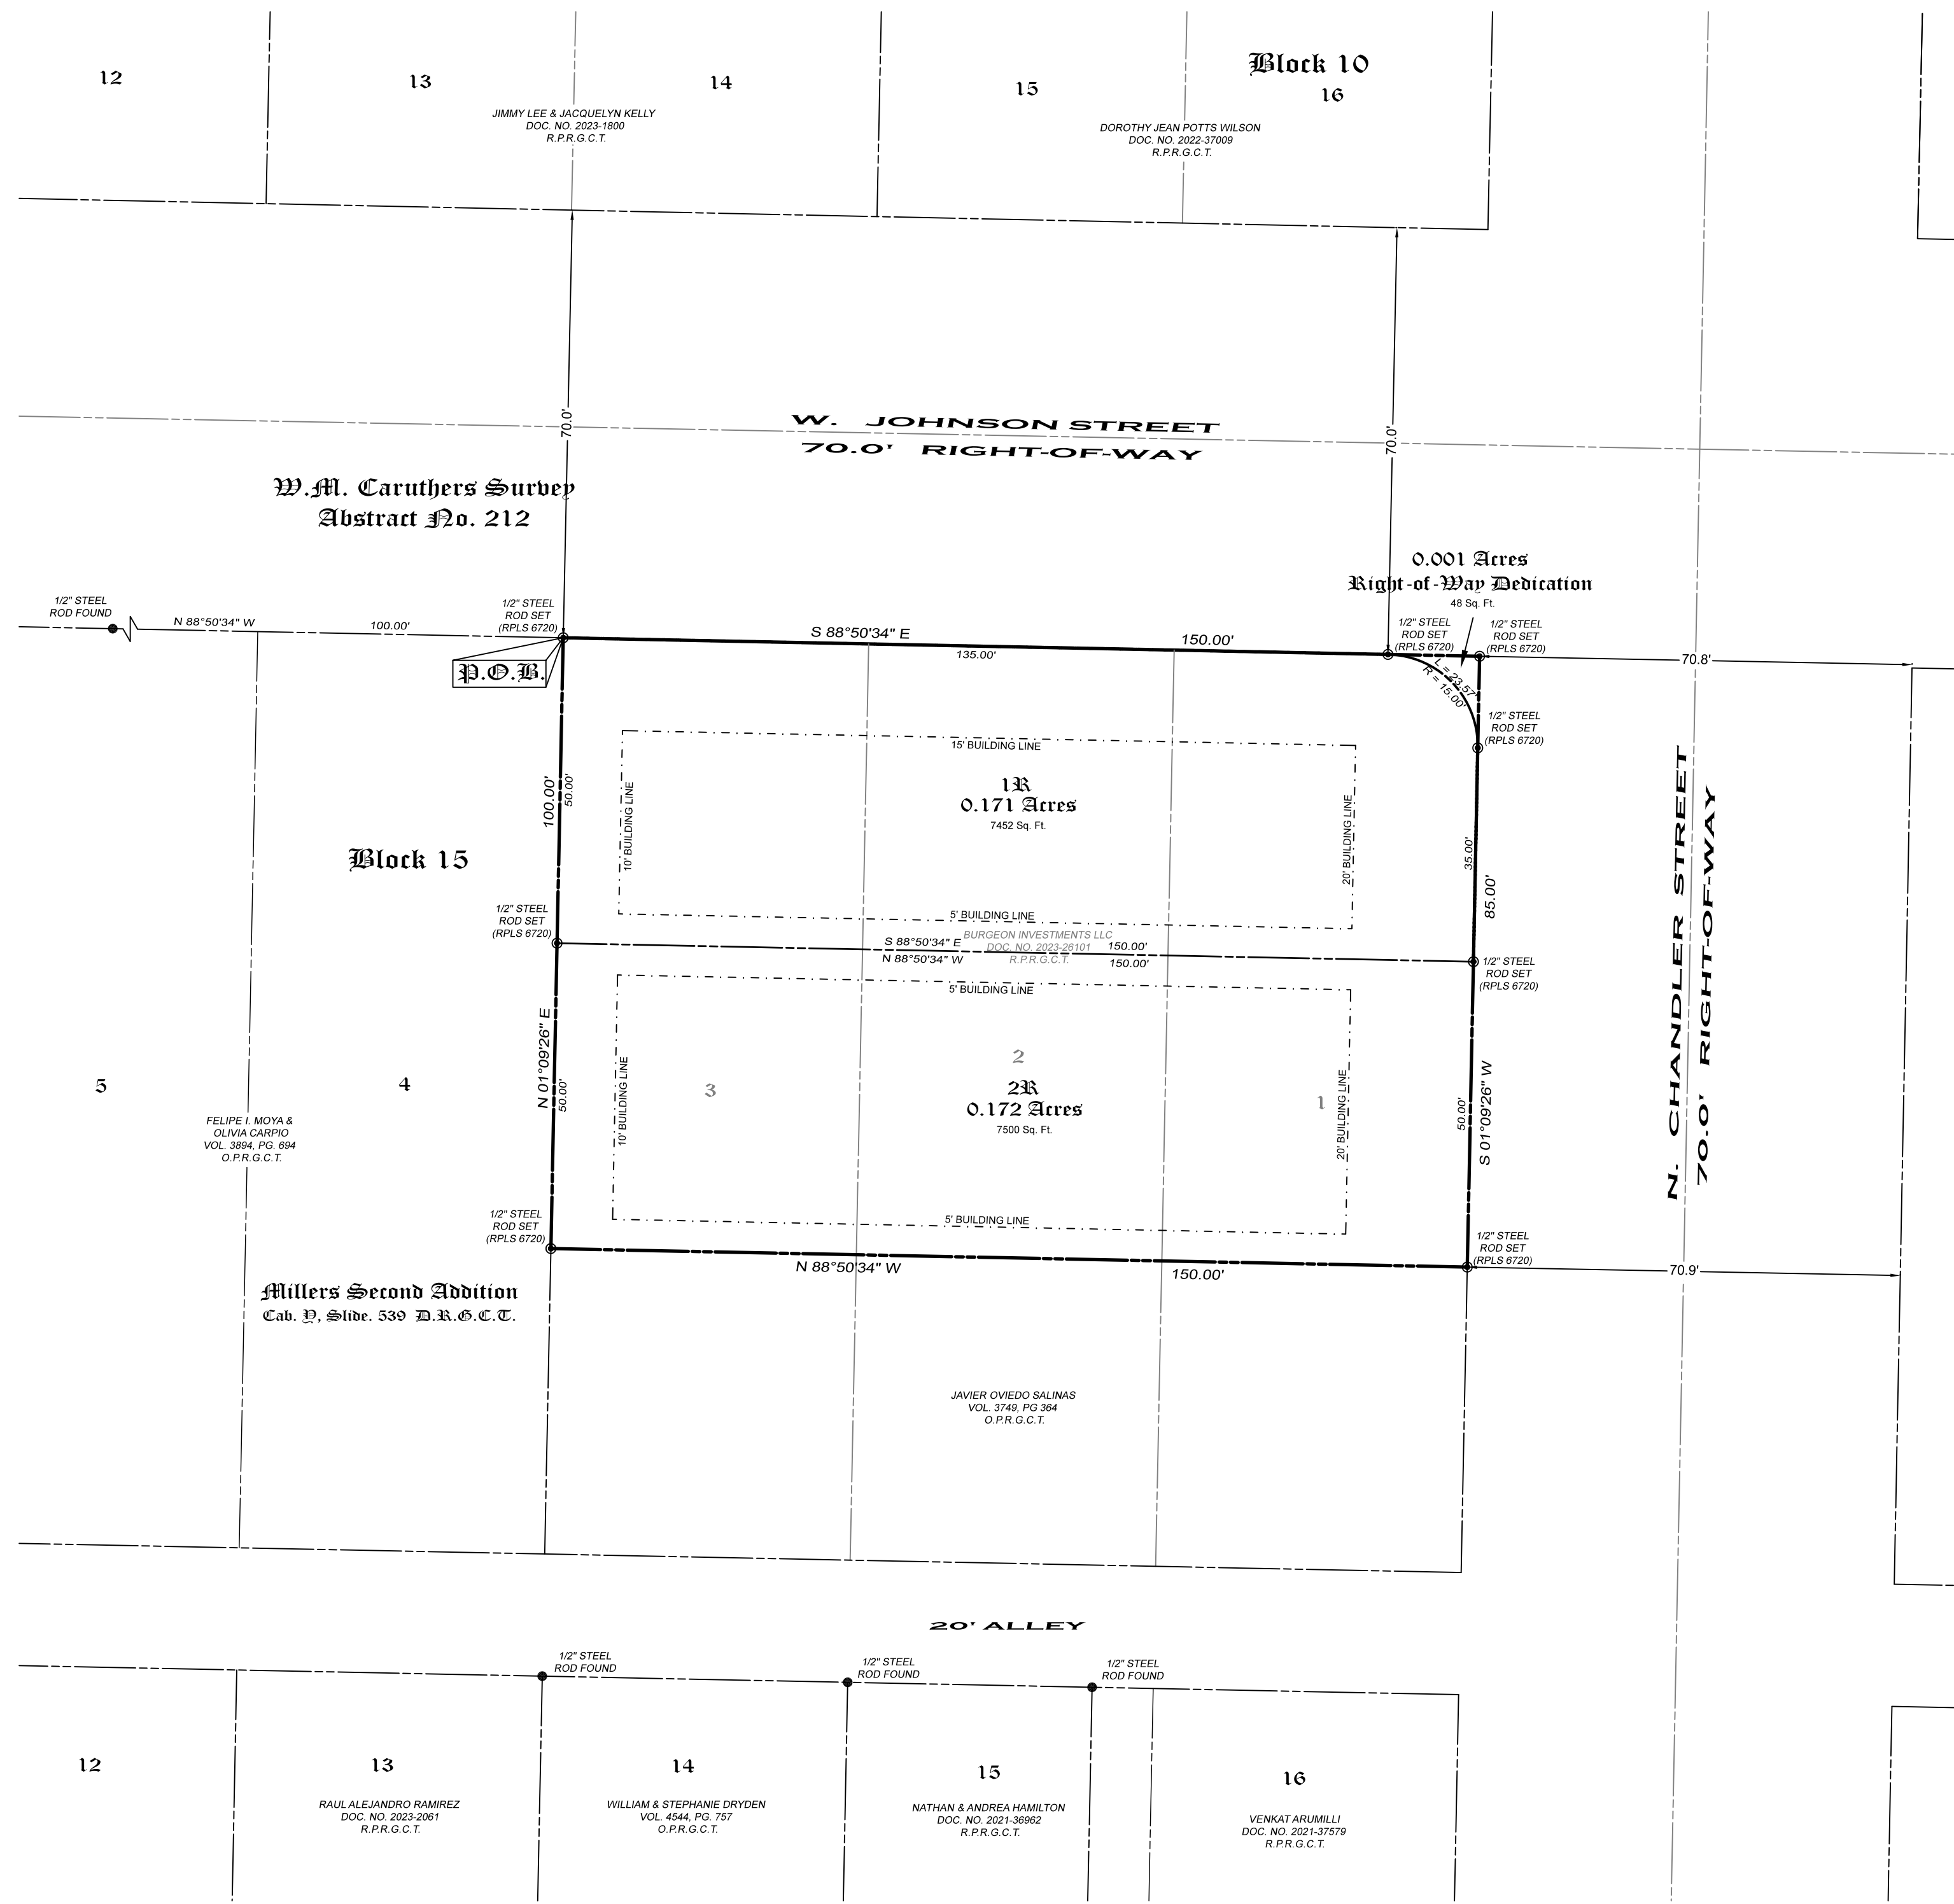 12
13
14
15
Block 10
16
JIMMY LEE & JACQUELYN KELLY
DOC. NO. 2023-1800
R.P.R.G.C.T.
DOROTHY JEAN POTTS WILSON
DOC. NO. 2022-37009
R.P.R.G.C.T.
70.0'
70.0'
W. JOHNSON STREET
70.0' RIGHT-OF-WAY
W.M. Caruthers Survey
Abstract No. 212
0.001 Acres
Right-of-Way Dedication
48 Sq. Ft.
1/2" STEEL
ROD FOUND
N 88°50'34" W
100.00'
1/2" STEEL
ROD SET
(RPLS 6720)
P.O.B.
S 88°50'34" E
150.00'
135.00'
1/2" STEEL
ROD SET
(RPLS 6720)
1/2" STEEL
ROD SET
(RPLS 6720)
70.8'
L = 23.57'
R = 15.00'
1/2" STEEL
ROD SET
(RPLS 6720)
15' BUILDING LINE
10' BUILDING LINE
20' BUILDING LINE
5' BUILDING LINE
1R
0.171 Acres
7452 Sq. Ft.
100.00'
50.00'
35.00'
85.00'
Block 15
N. CHANDLER STREET
70.0' RIGHT-OF-WAY
1/2" STEEL
ROD SET
(RPLS 6720)
BURGEON INVESTMENTS LLC
DOC. NO. 2023-26101
R.P.R.G.C.T.
S 88°50'34" E
150.00'
N 88°50'34" W
150.00'
1/2" STEEL
ROD SET
(RPLS 6720)
5' BUILDING LINE
10' BUILDING LINE
20' BUILDING LINE
5' BUILDING LINE
N 01°09'26" E
50.00'
50.00'
S 01°09'26" W
5
4
3
2
1
2R
0.172 Acres
7500 Sq. Ft.
FELIPE I. MOYA &
OLIVIA CARPIO
VOL. 3894, PG. 694
O.P.R.G.C.T.
1/2" STEEL
ROD SET
(RPLS 6720)
N 88°50'34" W
150.00'
1/2" STEEL
ROD SET
(RPLS 6720)
70.9'
Millers Second Addition
Cab. Y, Slide. 539 D.R.G.C.T.
JAVIER OVIEDO SALINAS
VOL. 3749, PG 364
O.P.R.G.C.T.
20' ALLEY
1/2" STEEL
ROD FOUND
1/2" STEEL
ROD FOUND
1/2" STEEL
ROD FOUND
12
13
14
15
16
RAUL ALEJANDRO RAMIREZ
DOC. NO. 2023-2061
R.P.R.G.C.T.
WILLIAM & STEPHANIE DRYDEN
VOL. 4544, PG. 757
O.P.R.G.C.T.
NATHAN & ANDREA HAMILTON
DOC. NO. 2021-36962
R.P.R.G.C.T.
VENKAT ARUMILLI
DOC. NO. 2021-37579
R.P.R.G.C.T.